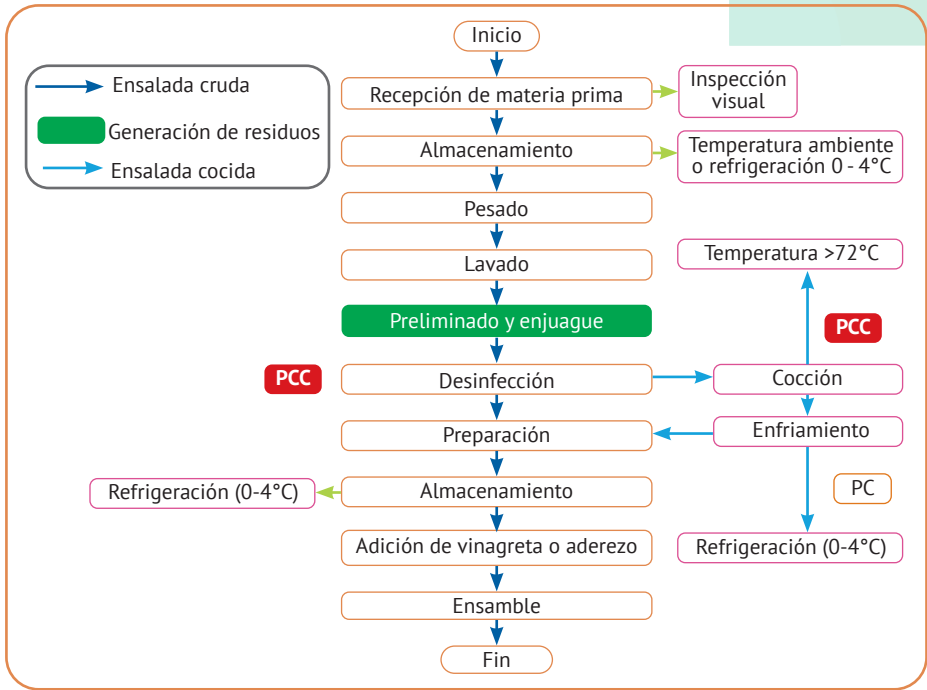 Inicio
Ensalada cruda
Generación de residuos
Ensalada cocida
Recepción de materia prima
Inspección
visual
Almacenamiento
Temperatura ambiente
o refrigeración 0 - 4°C
Pesado
Lavado
Temperatura >72°C
Preliminado y enjuague
PCC
PCC
Desinfección
Cocción
Preparación
Enfriamiento
Refrigeración (0-4°C)
Almacenamiento
PC
Adición de vinagreta o aderezo
Refrigeración (0-4°C)
Ensamble
Fin